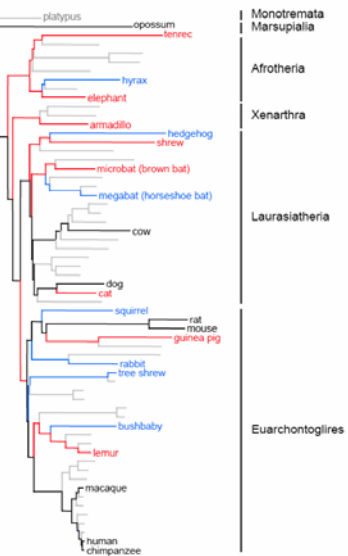 platypus
Monotremata
opossum
Marsupialia
tenrec
Afrotheria
hyrax
elephant
Xenarthra
armadillo
hedgehog
shrew
microbat (brown bat)
megabat (horseshoe bat)
Laurasiatheria
cow
dog
cat
squirrel
rat
mouse
guinea pig
rabbit
tree shrew
bushbaby
Euarchontoglires
lemur
macaque
human
chimpanzee